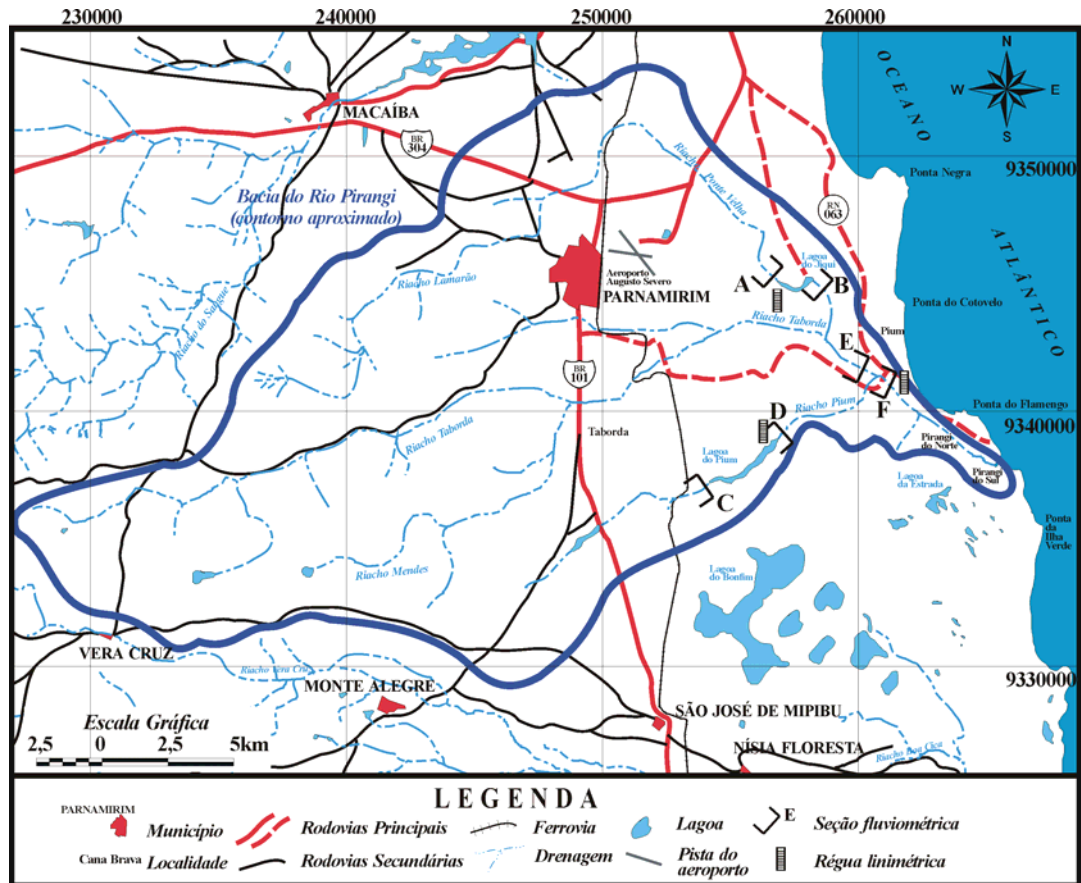 230000
240000
250000
260000
OCEANO
N
W
E
S
MACAÍBA
BR
304
Riacho Ponte Velha
Ponta Negra
9350000
Bacia do Rio Pirangi
(contorno aproximado)
RN
063
ATLÂNTICO
Riacho do Sangue
Riacho Lamarão
Aeroporto
Augusto Severo
PARNAMIRIM
Lagoa
do Jiqui
A
B
Ponta do Cotovelo
Riacho Taborda
Pium
E
BR
101
F
Riacho Pium
Ponta do Flamengo
9340000
D
Riacho Taborda
Taborda
Lagoa
do Pium
Pirangi
do Norte
Pirangi
do Sul
Lagoa
da Estrada
C
Ponta
da
Ilha
Verde
Riacho Mendes
Lagoa
do Bonfim
VERA CRUZ
Riacho Vera Cruz
MONTE ALEGRE
9330000
Escala Gráfica
2,5
0
2,5
5km
SÃO JOSÉ DE MIPIBU
NÍSIA FLORESTA
LEGENDA
PARNAMIRIM
Município
Rodovias Principais
Ferrovia
Lagoa
E
Seção fluviométrica
Cana Brava
Localidade
Rodovias Secundárias
Drenagem
Pista do
aeroporto
Régua linimétrica